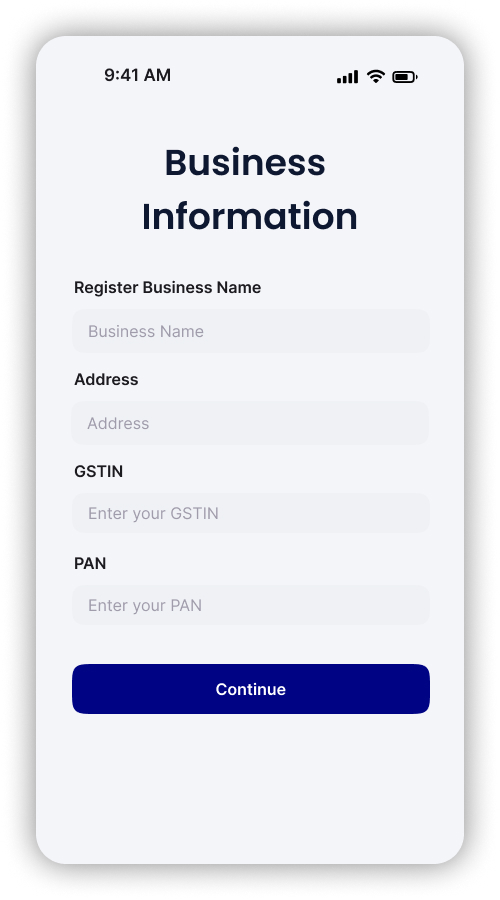 9:41 AM
Business
Information
Register Business Name
Business Name
Address
Address
GSTIN
Enter your GSTIN
PAN
Enter your PAN
Continue